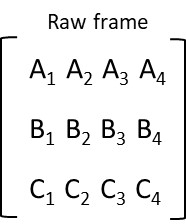 Raw frame
A₁ A₂ A₃ A₄
B₁ B₂ B₃ B₄
C₁ C₂ C₃ C₄